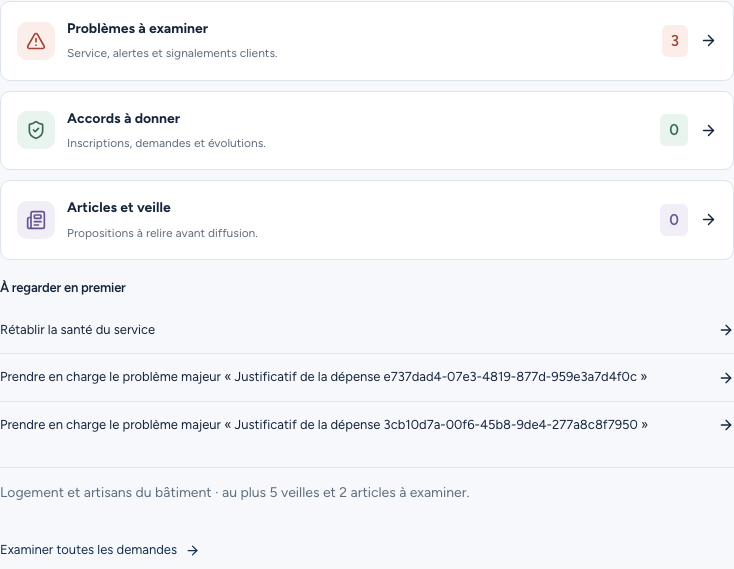 Problèmes à examiner
Service, alertes et signalements clients.
3
Accords à donner
Inscriptions, demandes et évolutions.
0
Articles et veille
Propositions à relire avant diffusion.
0
À regarder en premier
Rétablir la santé du service
Prendre en charge le problème majeur « Justificatif de la dépense e737dad4-07e3-4819-877d-959e3a7d4f0c »
Prendre en charge le problème majeur « Justificatif de la dépense 3cb10d7a-00f6-45b8-9de4-277a8c8f7950 »
Logement et artisans du bâtiment · au plus 5 veilles et 2 articles à examiner.
Examiner toutes les demandes